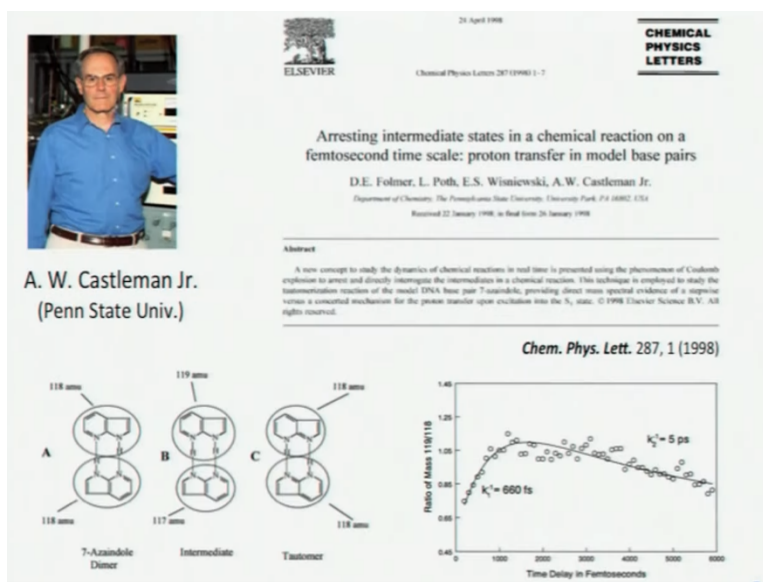 24 April 1998
ELSEVIER
Chemical Physics Letters 287 (1998) 1–7
CHEMICAL
PHYSICS
LETTERS
Arresting intermediate states in a chemical reaction on a
femtosecond time scale: proton transfer in model base pairs
D.E. Folmer, L. Poth, E.S. Wisniewski, A.W. Castleman Jr.
Department of Chemistry, The Pennsylvania State University, University Park, PA 16802, USA
Received 22 January 1998; in final form 26 January 1998
Abstract
A new concept to study the dynamics of chemical reactions in real time is presented using the phenomenon of Coulomb
explosion to arrest and directly interrogate the intermediates in a chemical reaction. This technique is employed to study the
tautomerization reaction of the model DNA base pair 7-azaindole, providing direct mass spectral evidence of a stepwise
versus a concerted mechanism for the proton transfer upon excitation into the S₁ state. © 1998 Elsevier Science B.V. All
rights reserved.
A. W. Castleman Jr.
(Penn State Univ.)
Chem. Phys. Lett. 287, 1 (1998)
118 amu
119 amu
118 amu
A
B
C
N N
H H
N N
N N
H H
N N
N N
H H
N N
118 amu
117 amu
118 amu
7-Azaindole
Dimer
Intermediate
Tautomer
Ratio of Mass 119/118
1.45
1.25
1.05
0.85
0.65
0.45
k₁⁻¹= 660 fs
k₂⁻¹= 5 ps
0 1000 2000 3000 4000 5000 6000
Time Delay in Femtoseconds